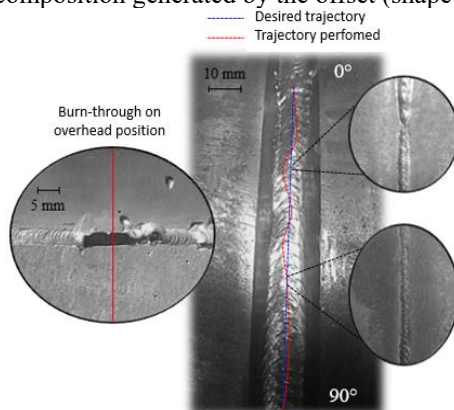 composition generated by the offset (shape
Desired trajectory
Trajectory perfomed
10 mm
0°
Burn-through on
overhead position
5 mm
90°